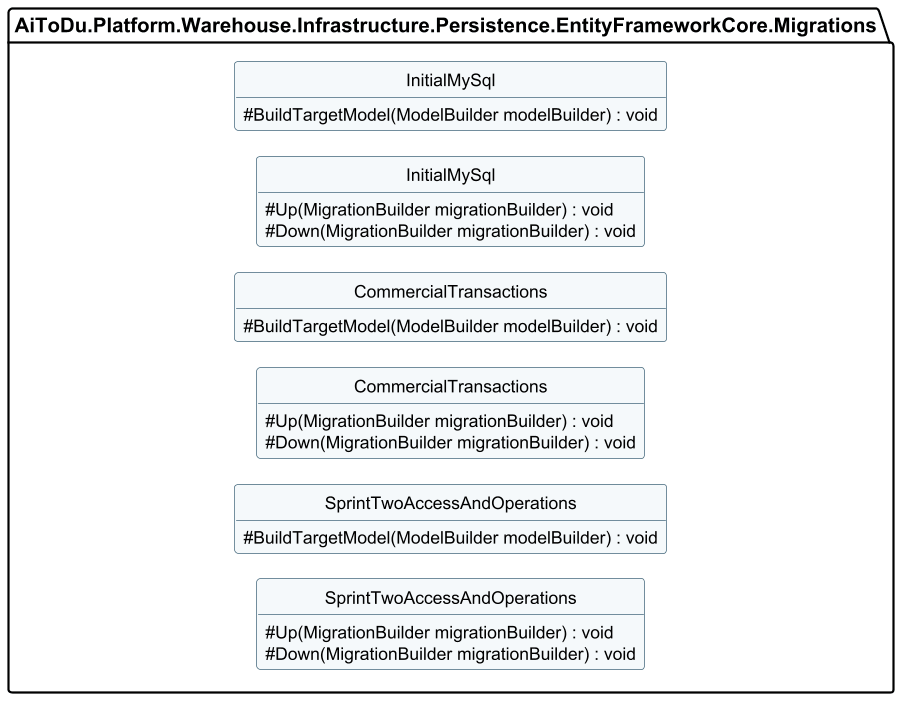 AiToDu.Platform.Warehouse.Infrastructure.Persistence.EntityFrameworkCore.Migrations
InitialMySql
#BuildTargetModel(ModelBuilder modelBuilder) : void
InitialMySql
#Up(MigrationBuilder migrationBuilder) : void
#Down(MigrationBuilder migrationBuilder) : void
CommercialTransactions
#BuildTargetModel(ModelBuilder modelBuilder) : void
CommercialTransactions
#Up(MigrationBuilder migrationBuilder) : void
#Down(MigrationBuilder migrationBuilder) : void
SprintTwoAccessAndOperations
#BuildTargetModel(ModelBuilder modelBuilder) : void
SprintTwoAccessAndOperations
#Up(MigrationBuilder migrationBuilder) : void
#Down(MigrationBuilder migrationBuilder) : void